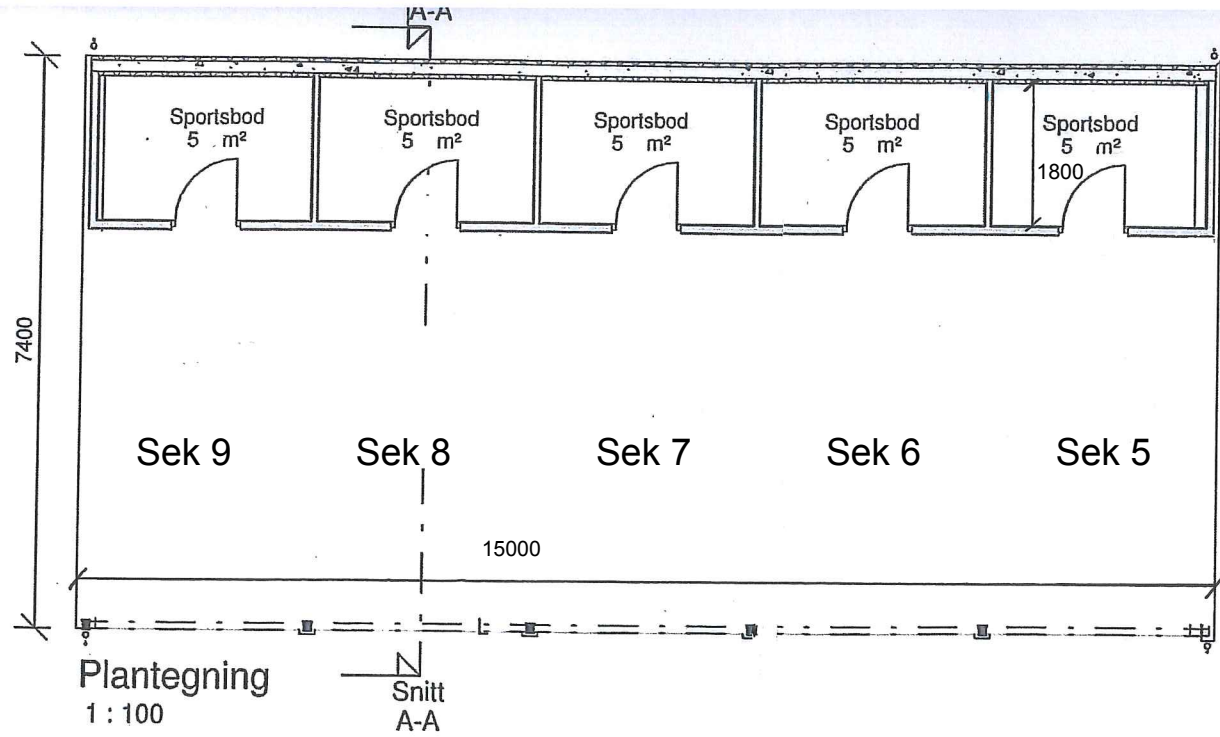 A-A
Sportsbod
5 m²
Sportsbod
5 m²
Sportsbod
5 m²
Sportsbod
5 m²
Sportsbod
5 m²
1800
7400
Sek 9
Sek 8
Sek 7
Sek 6
Sek 5
15000
Plantegning
1 : 100
Snitt
A-A